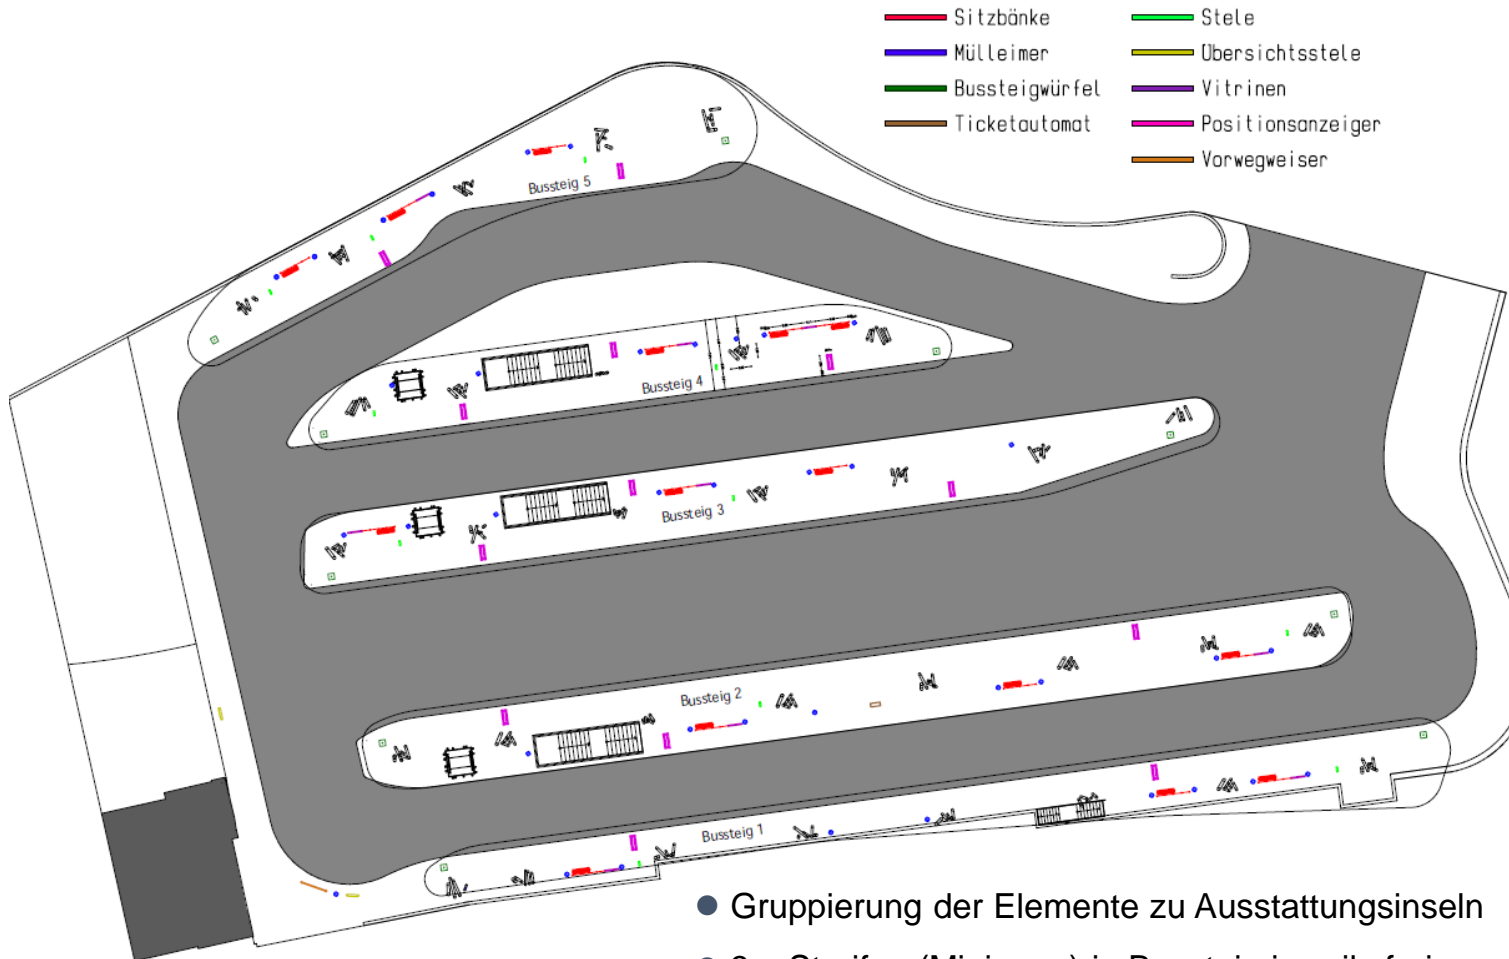 Sitzbänke
Stele
Mülleimer
Übersichtsstele
Bussteigwürfel
Vitrinen
Ticketautomat
Positionsanzeiger
Vorwegweiser
Bussteig 5
Bussteig 4
Bussteig 3
Bussteig 2
Bussteig 1
Gruppierung der Elemente zu Ausstattungsinseln